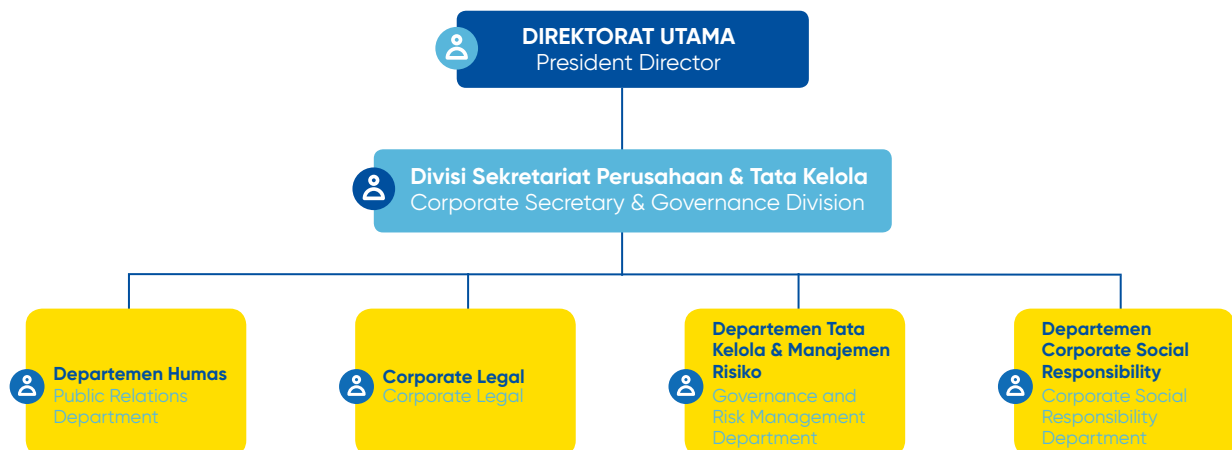 DIREKTORAT UTAMA
President Director
Divisi Sekretariat Perusahaan & Tata Kelola
Corporate Secretary & Governance Division
Departemen Humas
Public Relations
Department
Corporate Legal
Corporate Legal
Departemen Tata
Kelola & Manajemen
Risiko
Governance and
Risk Management
Department
Departemen
Corporate Social
Responsibility
Corporate Social
Responsibility
Department